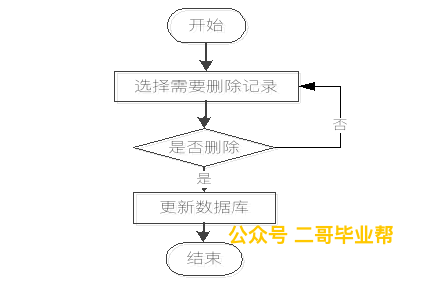 开始
选择需要删除记录
是否删除
否
是
更新数据库
公众号 二哥毕业帮
结束